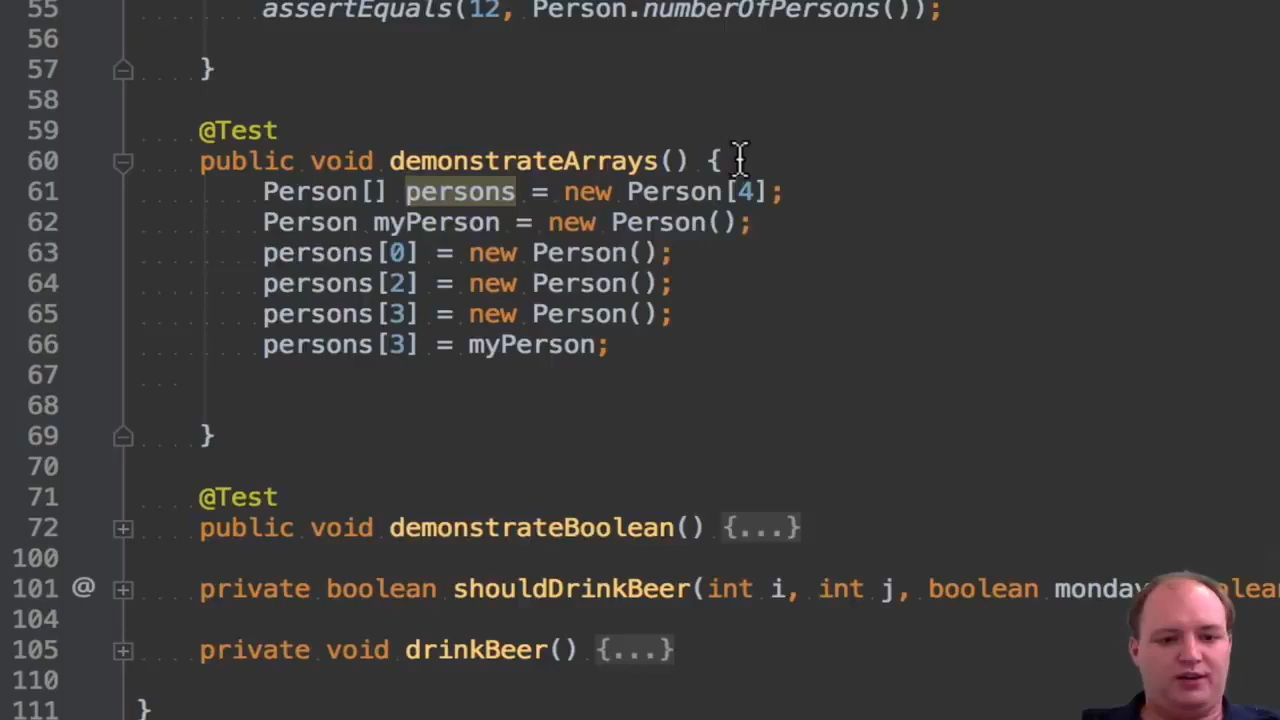 55 assertEquals(12, Person.numberOfPersons());
56
57 }
58
59 @Test
60 public void demonstrateArrays() {
61 Person[] persons = new Person[4];
62 Person myPerson = new Person();
63 persons[0] = new Person();
64 persons[2] = new Person();
65 persons[3] = new Person();
66 persons[3] = myPerson;
67
68
69 }
70
71 @Test
72 public void demonstrateBoolean() {...}
100
101 @ private boolean shouldDrinkBeer(int i, int j, boolean monday
104
105 private void drinkBeer() {...}
110
111 }